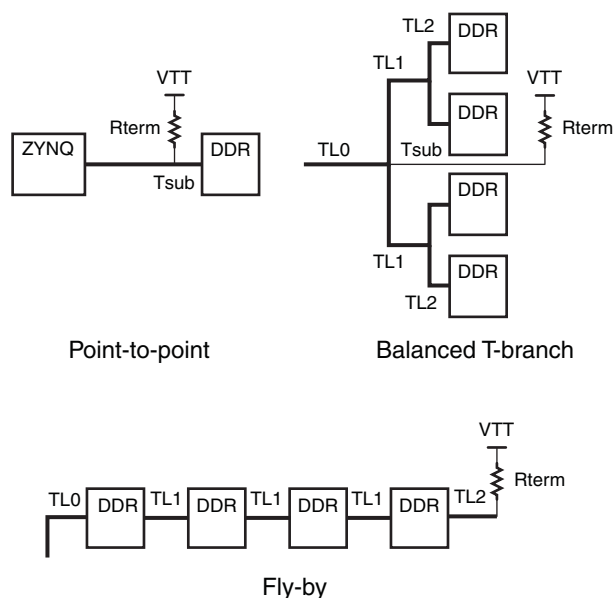 TL2
DDR
VTT
TL1
VTT
Rterm
DDR
Rterm
ZYNQ
DDR
TL0
Tsub
Tsub
DDR
TL1
DDR
TL2
Point-to-point
Balanced T-branch
VTT
TL0
DDR
TL1
DDR
TL1
DDR
TL1
DDR
TL2
Rterm
Fly-by